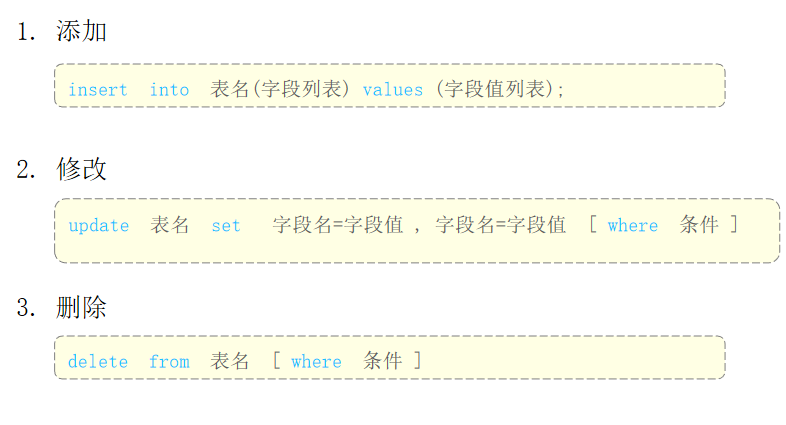 1. 添加
insert into 表名(字段列表) values (字段值列表);
2. 修改
update 表名 set 字段名=字段值 , 字段名=字段值 [ where 条件 ]
3. 删除
delete from 表名 [ where 条件 ]